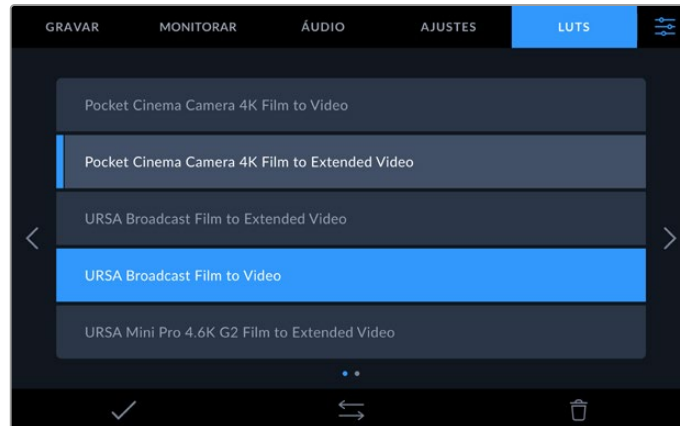 GRAVAR MONITORAR ÁUDIO AJUSTES LUTS
Pocket Cinema Camera 4K Film to Video
Pocket Cinema Camera 4K Film to Extended Video
URSA Broadcast Film to Extended Video
URSA Broadcast Film to Video
URSA Mini Pro 4.6K G2 Film to Extended Video